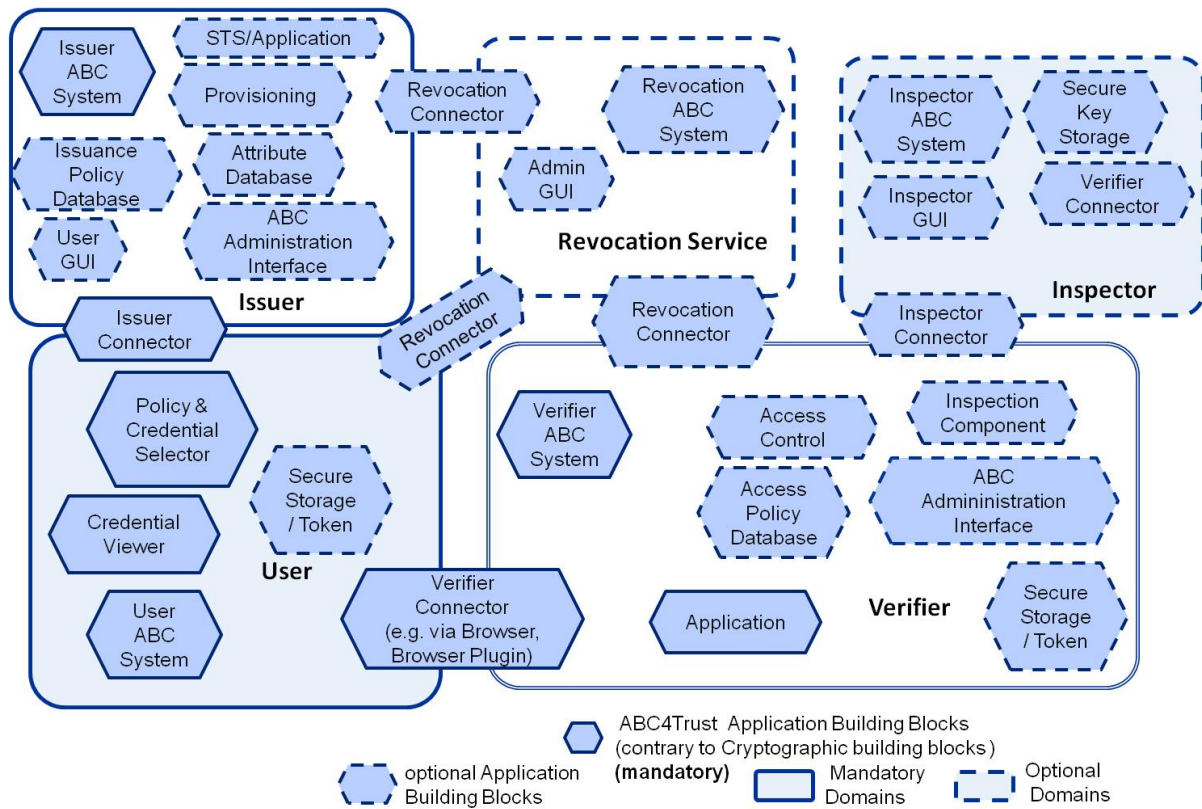 Issuer
ABC
System
STS/Application
Provisioning
Issuance
Policy
Database
Attribute
Database
User
GUI
ABC
Administration
Interface
Issuer
Revocation
Connector
Revocation
ABC
System
Admin
GUI
Revocation Service
Inspector
ABC
System
Secure
Key
Storage
Inspector
GUI
Verifier
Connector
Inspector
Issuer
Connector
Revocation
Connector
Revocation
Connector
Inspector
Connector
Policy &
Credential
Selector
Secure
Storage
/ Token
Credential
Viewer
User
User
ABC
System
Verifier
Connector
(e.g. via Browser,
Browser Plugin)
Verifier
ABC
System
Access
Control
Inspection
Component
Access
Policy
Database
ABC
Admininistration
Interface
Application
Verifier
Secure
Storage
/ Token
ABC4Trust Application Building Blocks
(contrary to Cryptographic building blocks )
(mandatory)
optional Application
Building Blocks
Mandatory
Domains
Optional
Domains